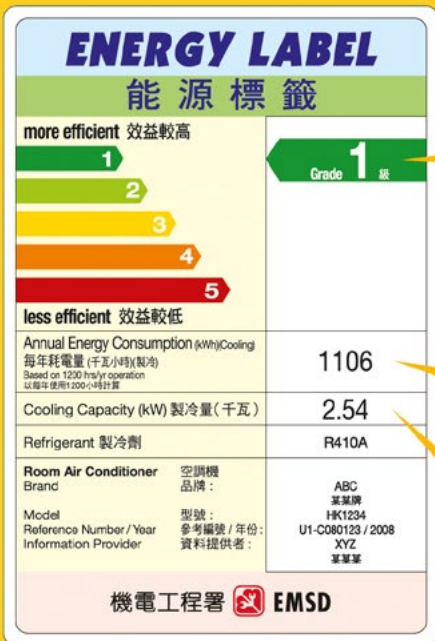 ENERGY LABEL
能源標籤
more efficient 效益較高
1
2
3
4
5
less efficient 效益較低
Grade 1 級
Annual Energy Consumption (kWh)(Cooling)
每年耗電量 (千瓦小時)(製冷)
Based on 1200 hrs/yr operation
以每年使用1200小時計算
1106
Cooling Capacity (kW) 製冷量 (千瓦) 2.54
Refrigerant 製冷劑 R410A
Room Air Conditioner 空調機
Brand 品牌 : ABC
某某牌
Model 型號 : HK1234
Reference Number / Year 參考編號 / 年份 : U1-C080123 / 2008
Information Provider 資料提供者 : XYZ
某某某
機電工程署 EMSD